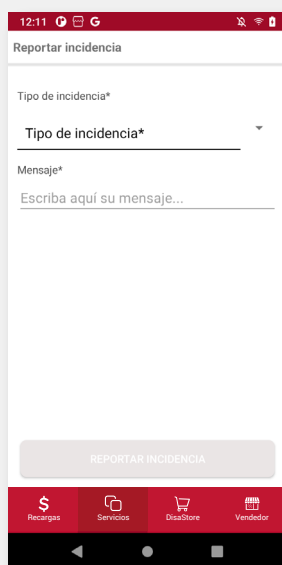 12:11 G
Reportar incidencia
Tipo de incidencia*
Tipo de incidencia*
Mensaje*
Escriba aquí su mensaje...
REPORTAR INCIDENCIA
Recargas Servicios DisaStore Vendedor